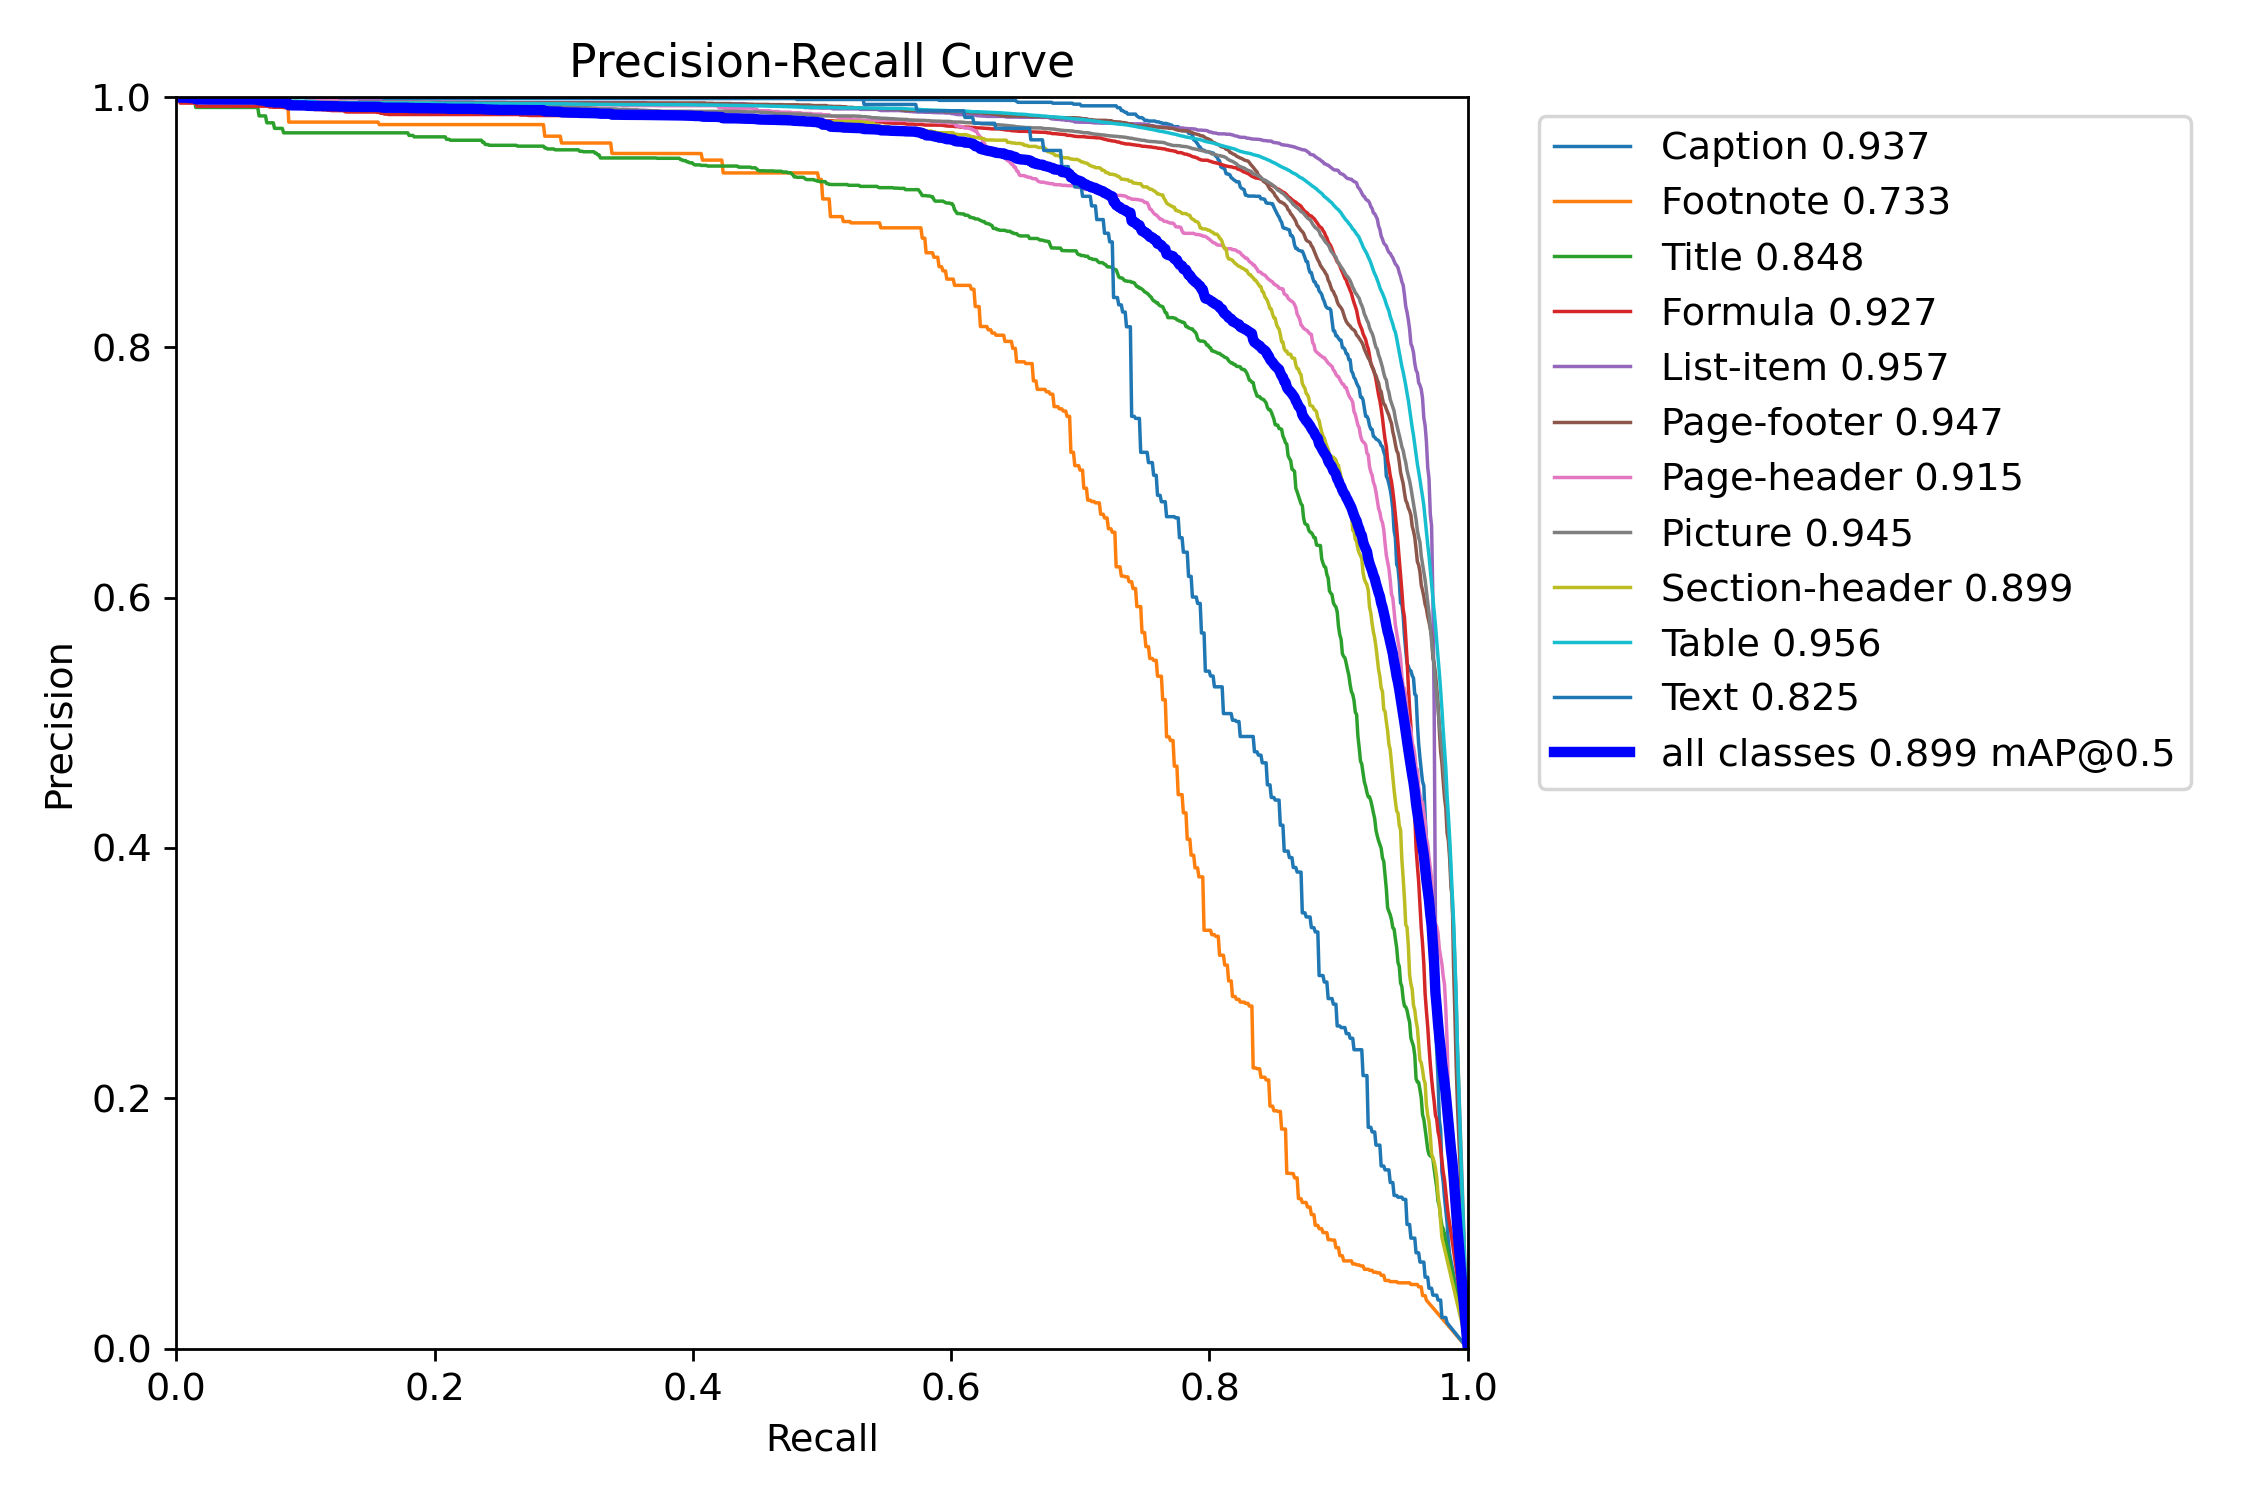 Precision-Recall Curve
1.0
0.8
0.6
0.4
0.2
0.0
Precision
0.0 0.2 0.4 0.6 0.8 1.0
Recall
Caption 0.937
Footnote 0.733
Title 0.848
Formula 0.927
List-item 0.957
Page-footer 0.947
Page-header 0.915
Picture 0.945
Section-header 0.899
Table 0.956
Text 0.825
all classes 0.899 mAP@0.5